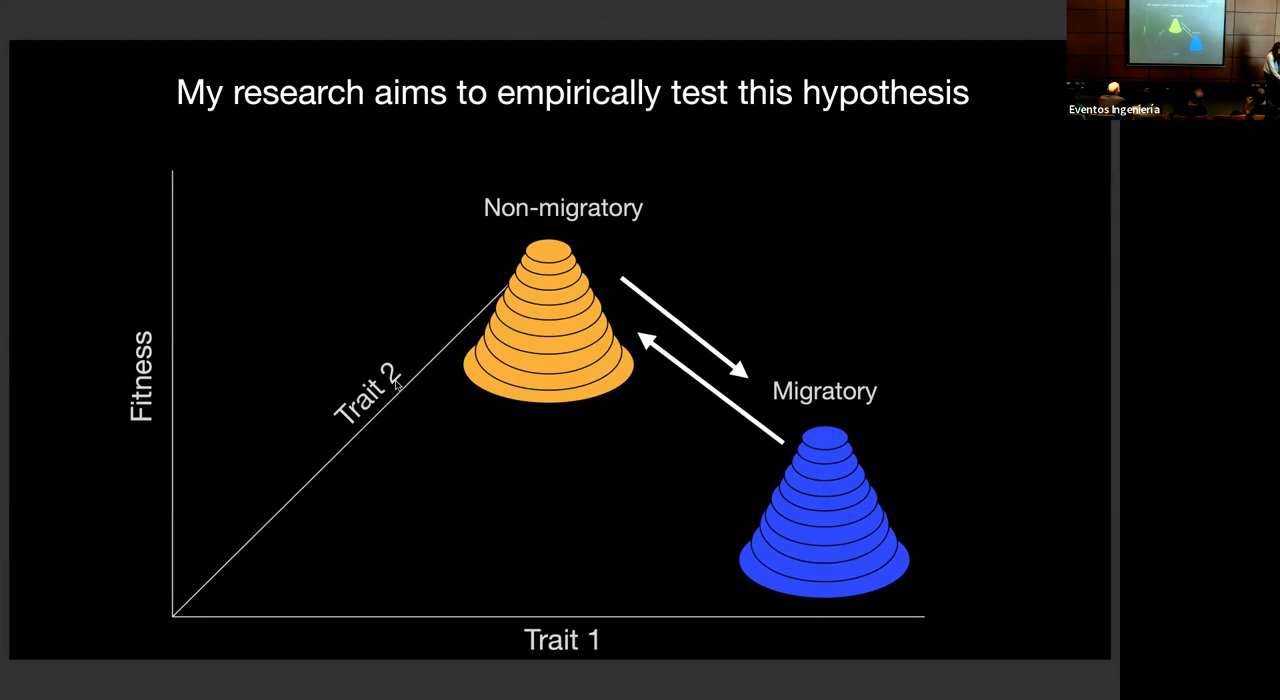 My research aims to empirically test this hypothesis
Eventos Ingeniería
Non-migratory
Fitness
Trait 2
Migratory
Trait 1